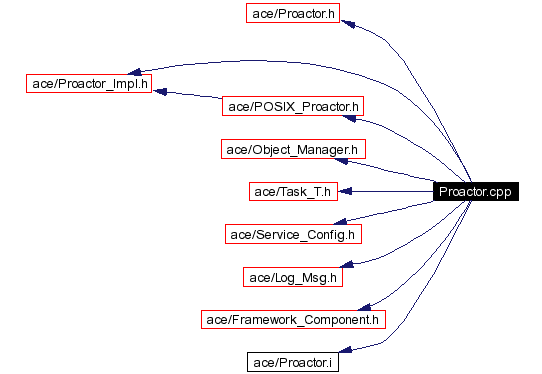 ace/Proactor.h
ace/Proactor_Impl.h
ace/POSIX_Proactor.h
ace/Object_Manager.h
ace/Task_T.h
Proactor.cpp
ace/Service_Config.h
ace/Log_Msg.h
ace/Framework_Component.h
ace/Proactor.i